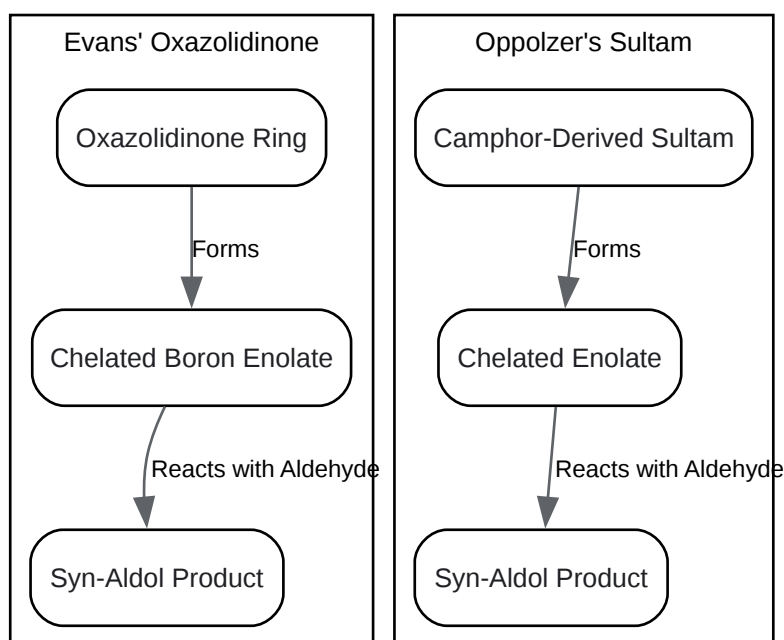 Evans' Oxazolidinone
Oxazolidinone Ring
Forms
Chelated Boron Enolate
Reacts with Aldehyde
Syn-Aldol Product
Oppolzer's Sultam
Camphor-Derived Sultam
Forms
Chelated Enolate
Reacts with Aldehyde
Syn-Aldol Product